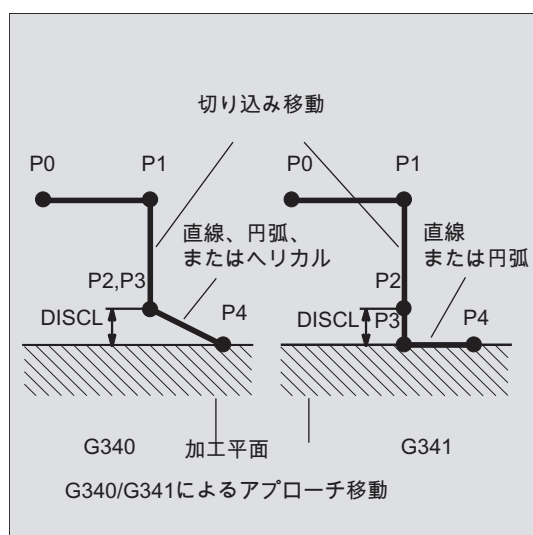 切り込み移動
P0
P1
P0
P1
直線、円弧、
またはヘリカル
直線
または円弧
P2,P3
P2
DISCL
P4
DISCL
P3
P4
G340
加工平面
G341
G340/G341によるアプローチ移動